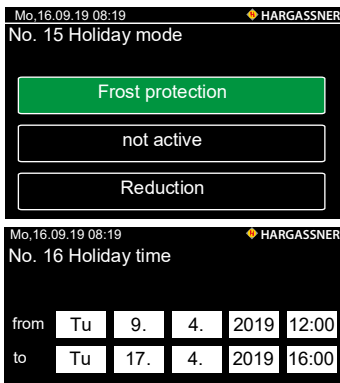 Mo,16.09.19 08:19 HARGASSNER
No. 15 Holiday mode
Frost protection
not active
Reduction
Mo,16.09.19 08:19 HARGASSNER
No. 16 Holiday time
from Tu 9. 4. 2019 12:00
to Tu 17. 4. 2019 16:00